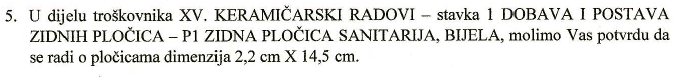 5. U dijelu troškovnika XV. KERAMIČARSKI RADOVI – stavka 1 DOBAVA I POSTAVA
ZIDNIH PLOČICA – P1 ZIDNA PLOČICA SANITARIJA, BIJELA, molimo Vas potvrdu da
se radi o pločicama dimenzija 2,2 cm X 14,5 cm.